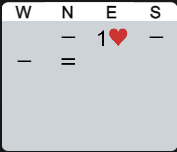 W N E S
– 1♥ –
– =